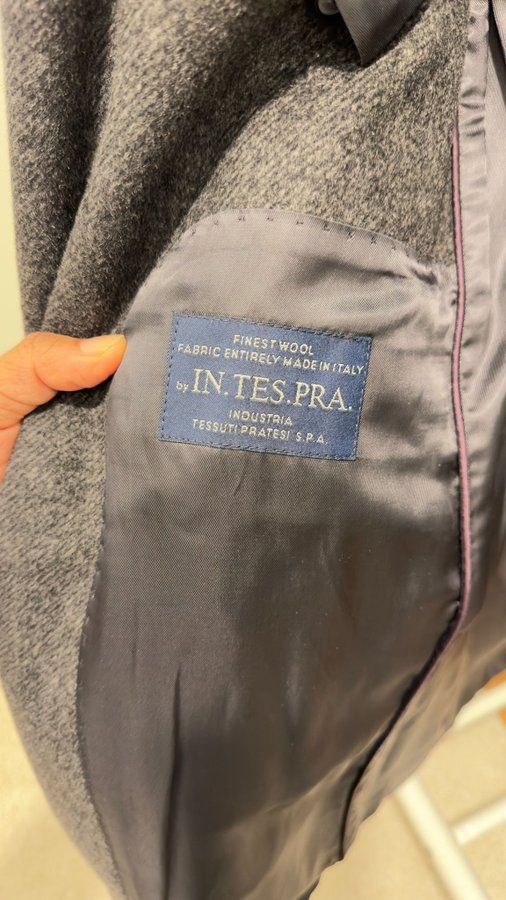 FINEST WOOL
FABRIC ENTIRELY MADE IN ITALY
by IN.TES.PRA.
INDUSTRIA
TESSUTI PRATESI S.P.A.